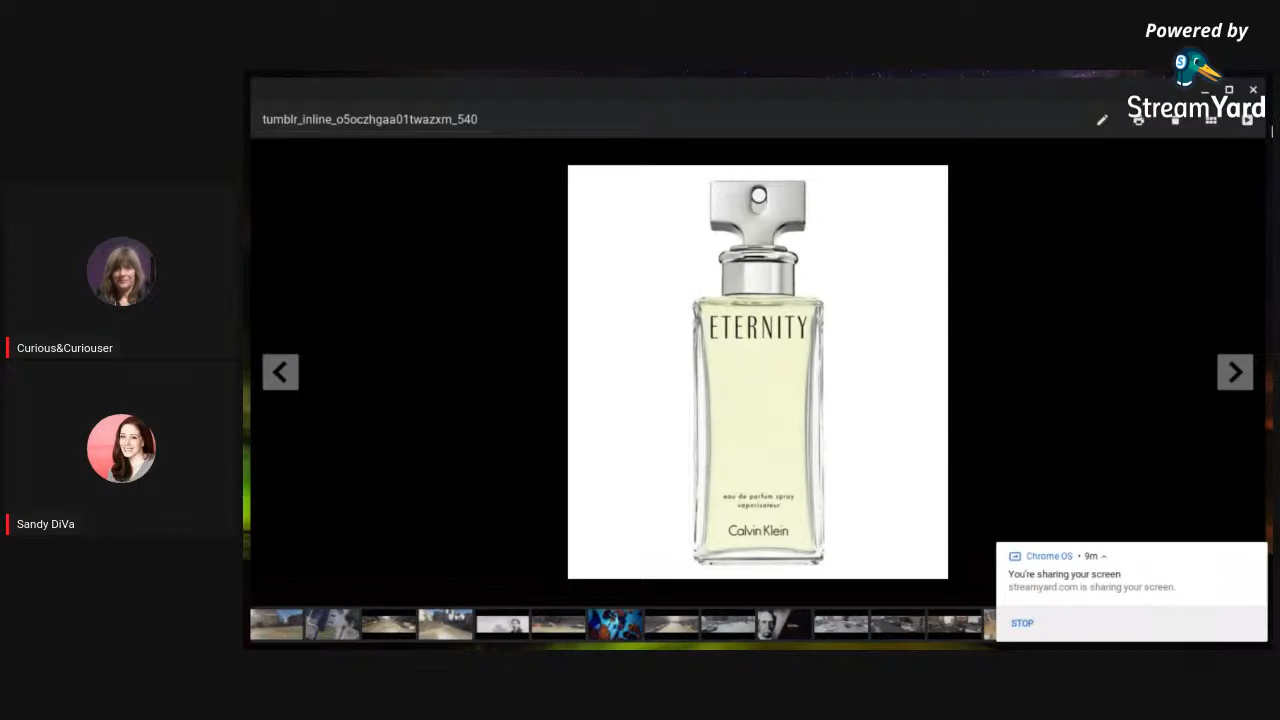 Powered by
StreamYard
tumblr_inline_o5oczhgaa01twazxm_540
ETERNITY
eau de parfum spray
vaporisateur
Calvin Klein
Curious&Curiouser
Sandy DiVa
Chrome OS • 9m
You're sharing your screen
streamyard.com is sharing your screen.
STOP